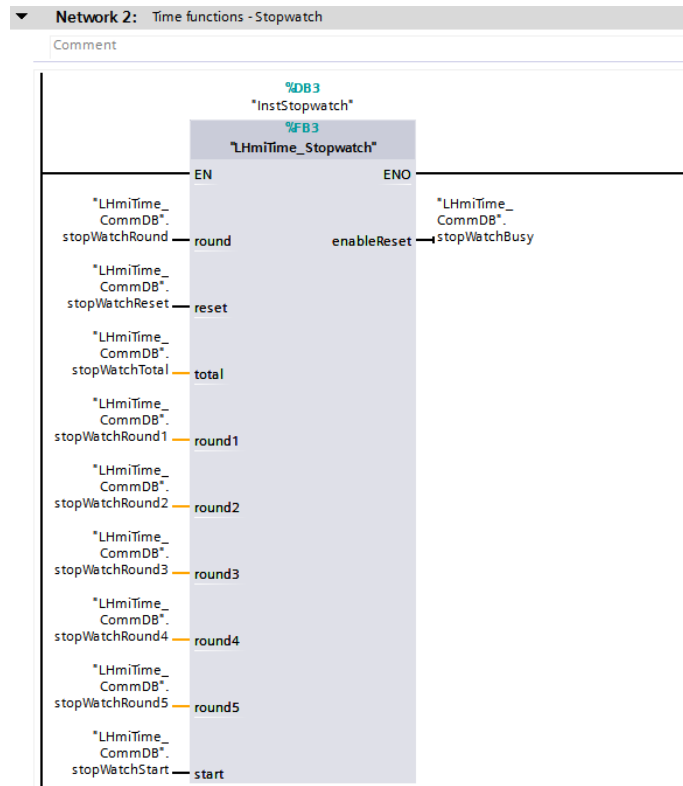 Network 2: Time functions - Stopwatch
Comment
%DB3
"InstStopwatch"
%FB3
"LHmiTime_Stopwatch"
EN ENO
"LHmiTime_
CommDB".
stopWatchRound round
"LHmiTime_
CommDB".
enableReset stopWatchBusy
"LHmiTime_
CommDB".
stopWatchReset reset
"LHmiTime_
CommDB".
stopWatchTotal total
"LHmiTime_
CommDB".
stopWatchRound1 round1
"LHmiTime_
CommDB".
stopWatchRound2 round2
"LHmiTime_
CommDB".
stopWatchRound3 round3
"LHmiTime_
CommDB".
stopWatchRound4 round4
"LHmiTime_
CommDB".
stopWatchRound5 round5
"LHmiTime_
CommDB".
stopWatchStart start